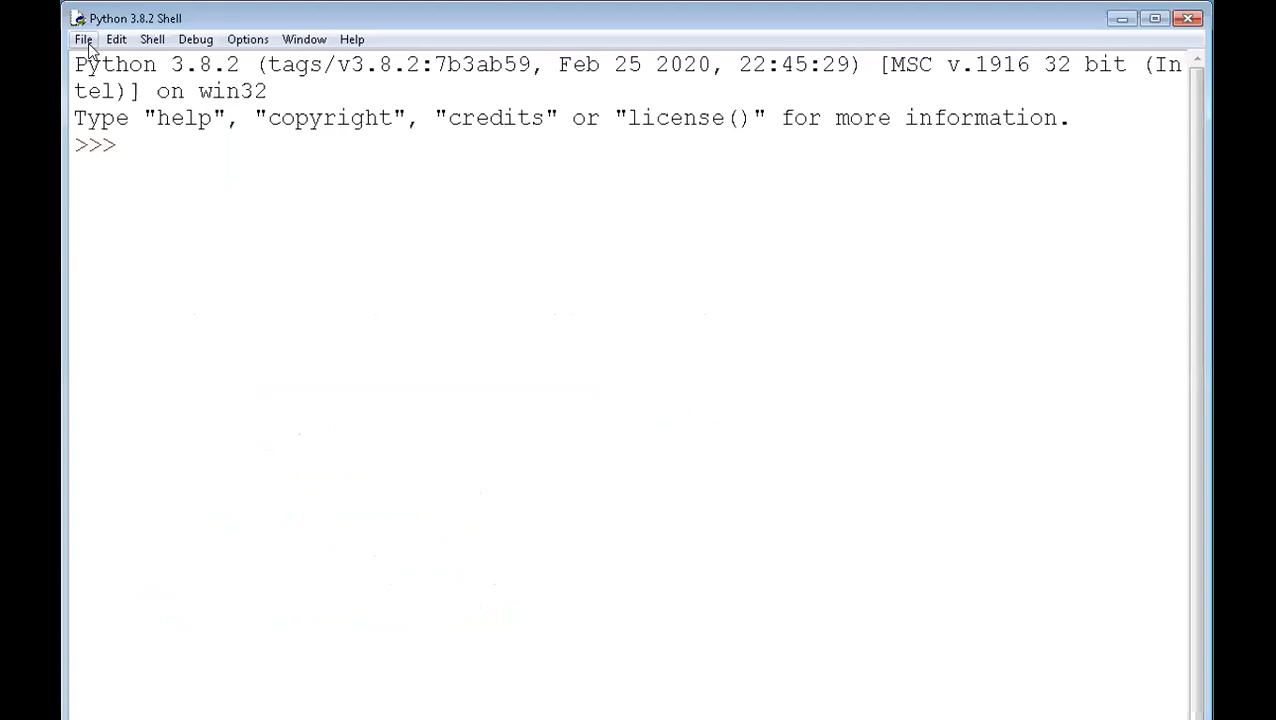 Python 3.8.2 Shell
File Edit Shell Debug Options Window Help
Python 3.8.2 (tags/v3.8.2:7b3ab59, Feb 25 2020, 22:45:29) [MSC v.1916 32 bit (In
tel)] on win32
Type "help", "copyright", "credits" or "license()" for more information.
>>>